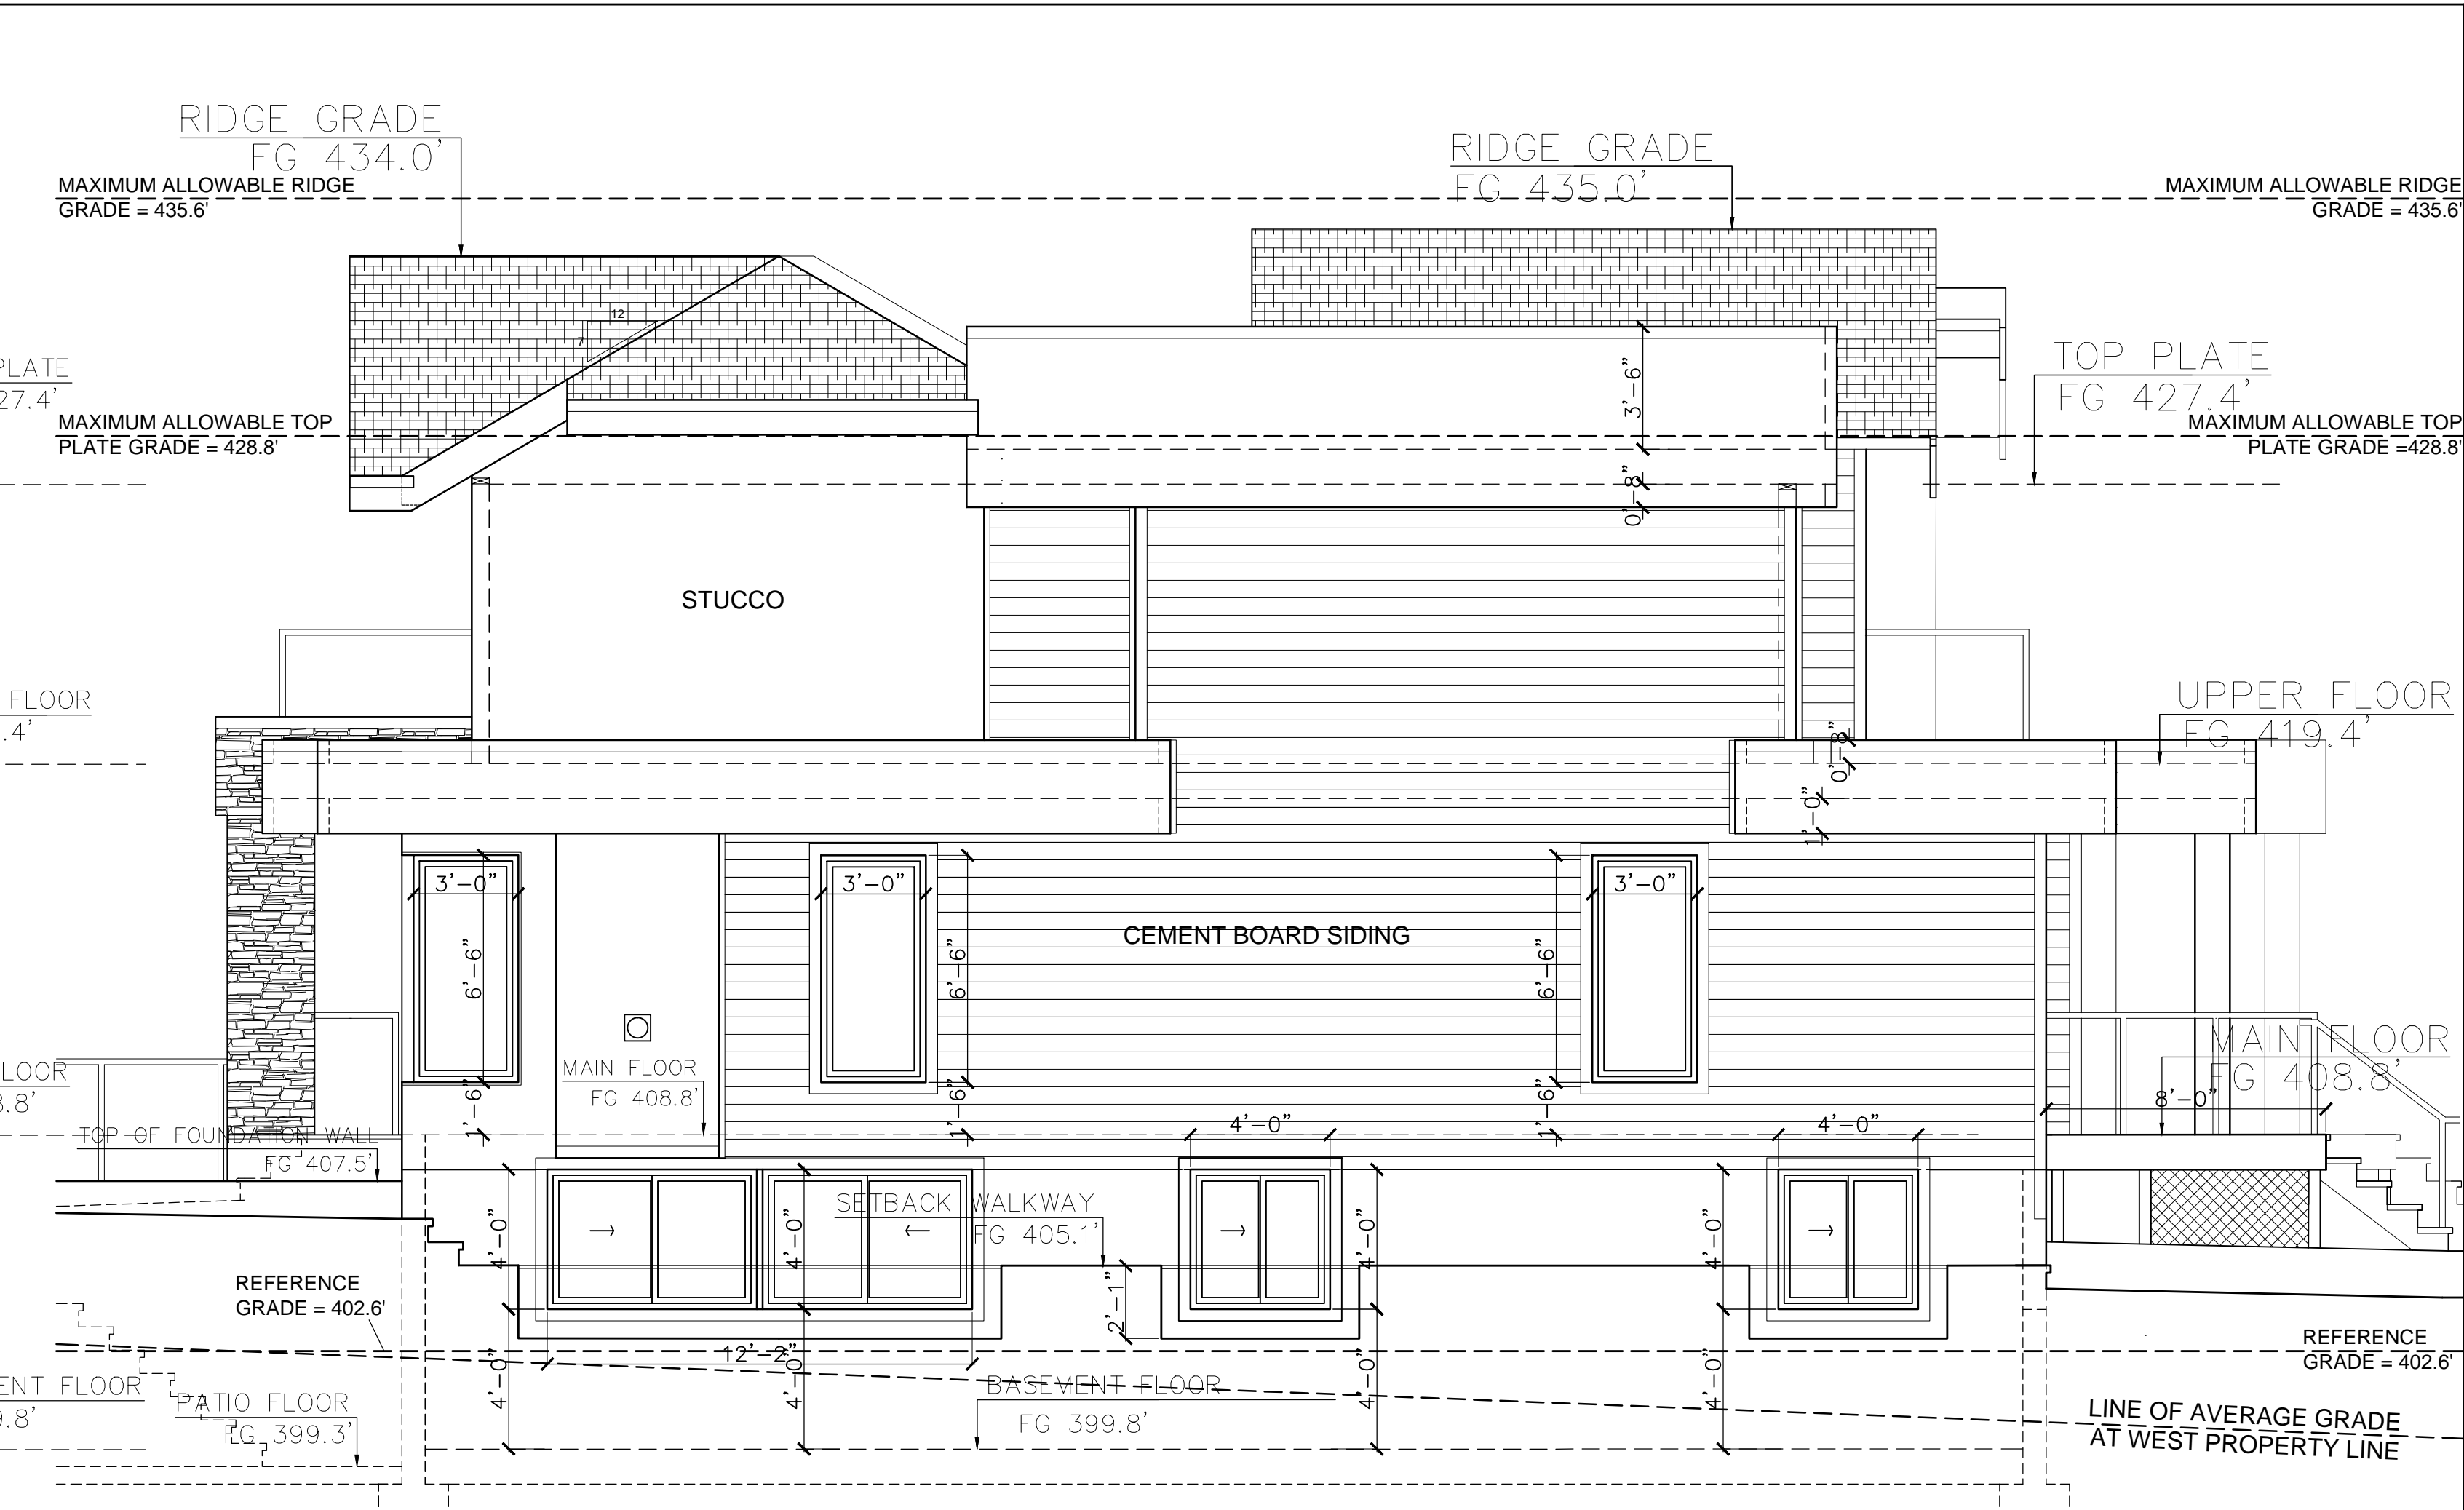 RIDGE GRADE
FG 434.0'
RIDGE GRADE
FG 435.0'
MAXIMUM ALLOWABLE RIDGE
GRADE = 435.6'
MAXIMUM ALLOWABLE RIDGE
GRADE = 435.6'
12
7
3'-6"
PLATE
27.4'
TOP PLATE
FG 427.4'
MAXIMUM ALLOWABLE TOP
PLATE GRADE = 428.8'
MAXIMUM ALLOWABLE TOP
PLATE GRADE =428.8'
0'-8"
STUCCO
FLOOR
.4'
UPPER FLOOR
FG 419.4'
0'-8"
1'-0"
3'-0"
3'-0"
3'-0"
6'-6"
6'-6"
6'-6"
CEMENT BOARD SIDING
MAIN FLOOR
FG 408.8'
MAIN FLOOR
FG 408.8'
LOOR
8.8'
1'-6"
1'-6"
1'-6"
8'-0"
4'-0"
4'-0"
TOP OF FOUNDATION WALL
FG 407.5'
SETBACK WALKWAY
FG 405.1'
4'-0"
4'-0"
4'-0"
4'-0"
2'-1"
REFERENCE
GRADE = 402.6'
REFERENCE
GRADE = 402.6'
12'-2"
4'-0"
4'-0"
4'-0"
4'-0"
BASEMENT FLOOR
FG 399.8'
ENT FLOOR
9.8'
PATIO FLOOR
FG 399.3'
LINE OF AVERAGE GRADE
AT WEST PROPERTY LINE